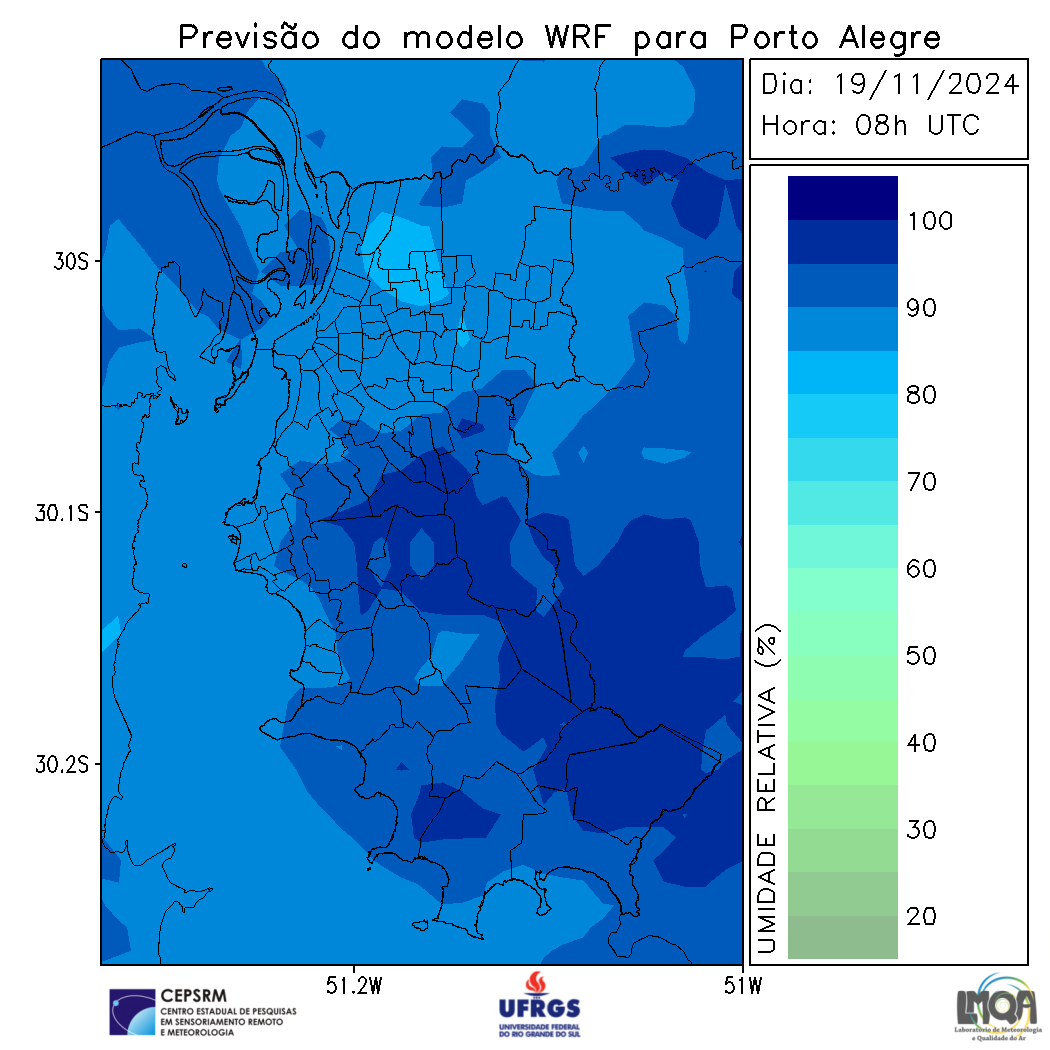 Previsão do modelo WRF para Porto Alegre
Dia: 19/11/2024
Hora: 08h UTC
100
90
80
70
60
50
40
30
20
UMIDADE RELATIVA (%)
30S
30.1S
30.2S
51.2W
51W
CEPSRM
CENTRO ESTADUAL DE PESQUISAS
EM SENSORIAMENTO REMOTO
E METEOROLOGIA
UFRGS
UNIVERSIDADE FEDERAL
DO RIO GRANDE DO SUL
LMQA
Laboratório de Meteorologia
e Qualidade do Ar